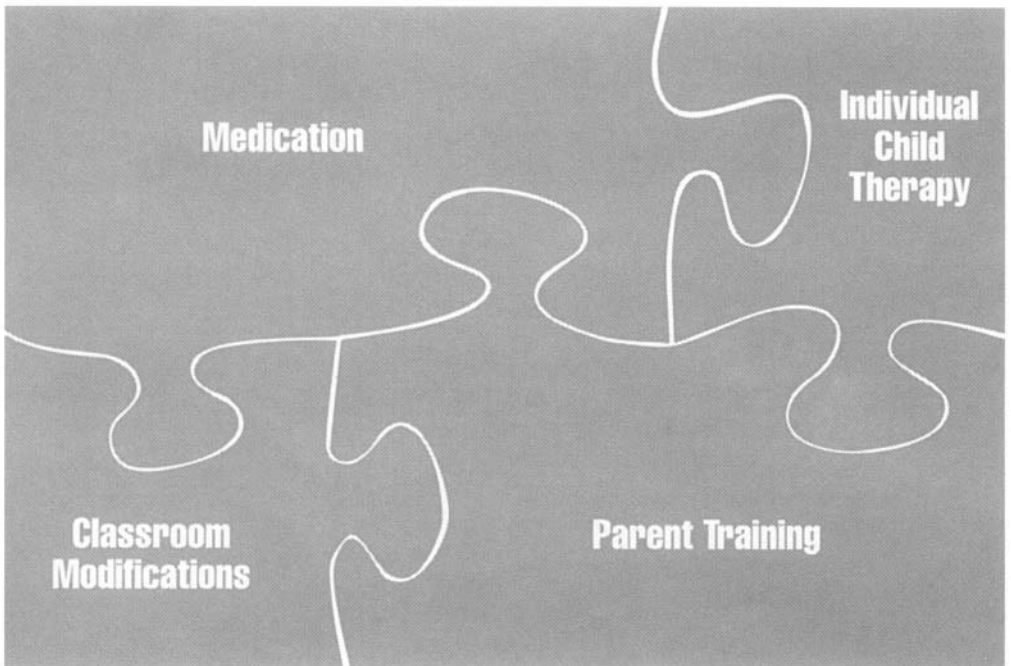 Medication
Individual
Child
Therapy
Classroom
Modifications
Parent Training